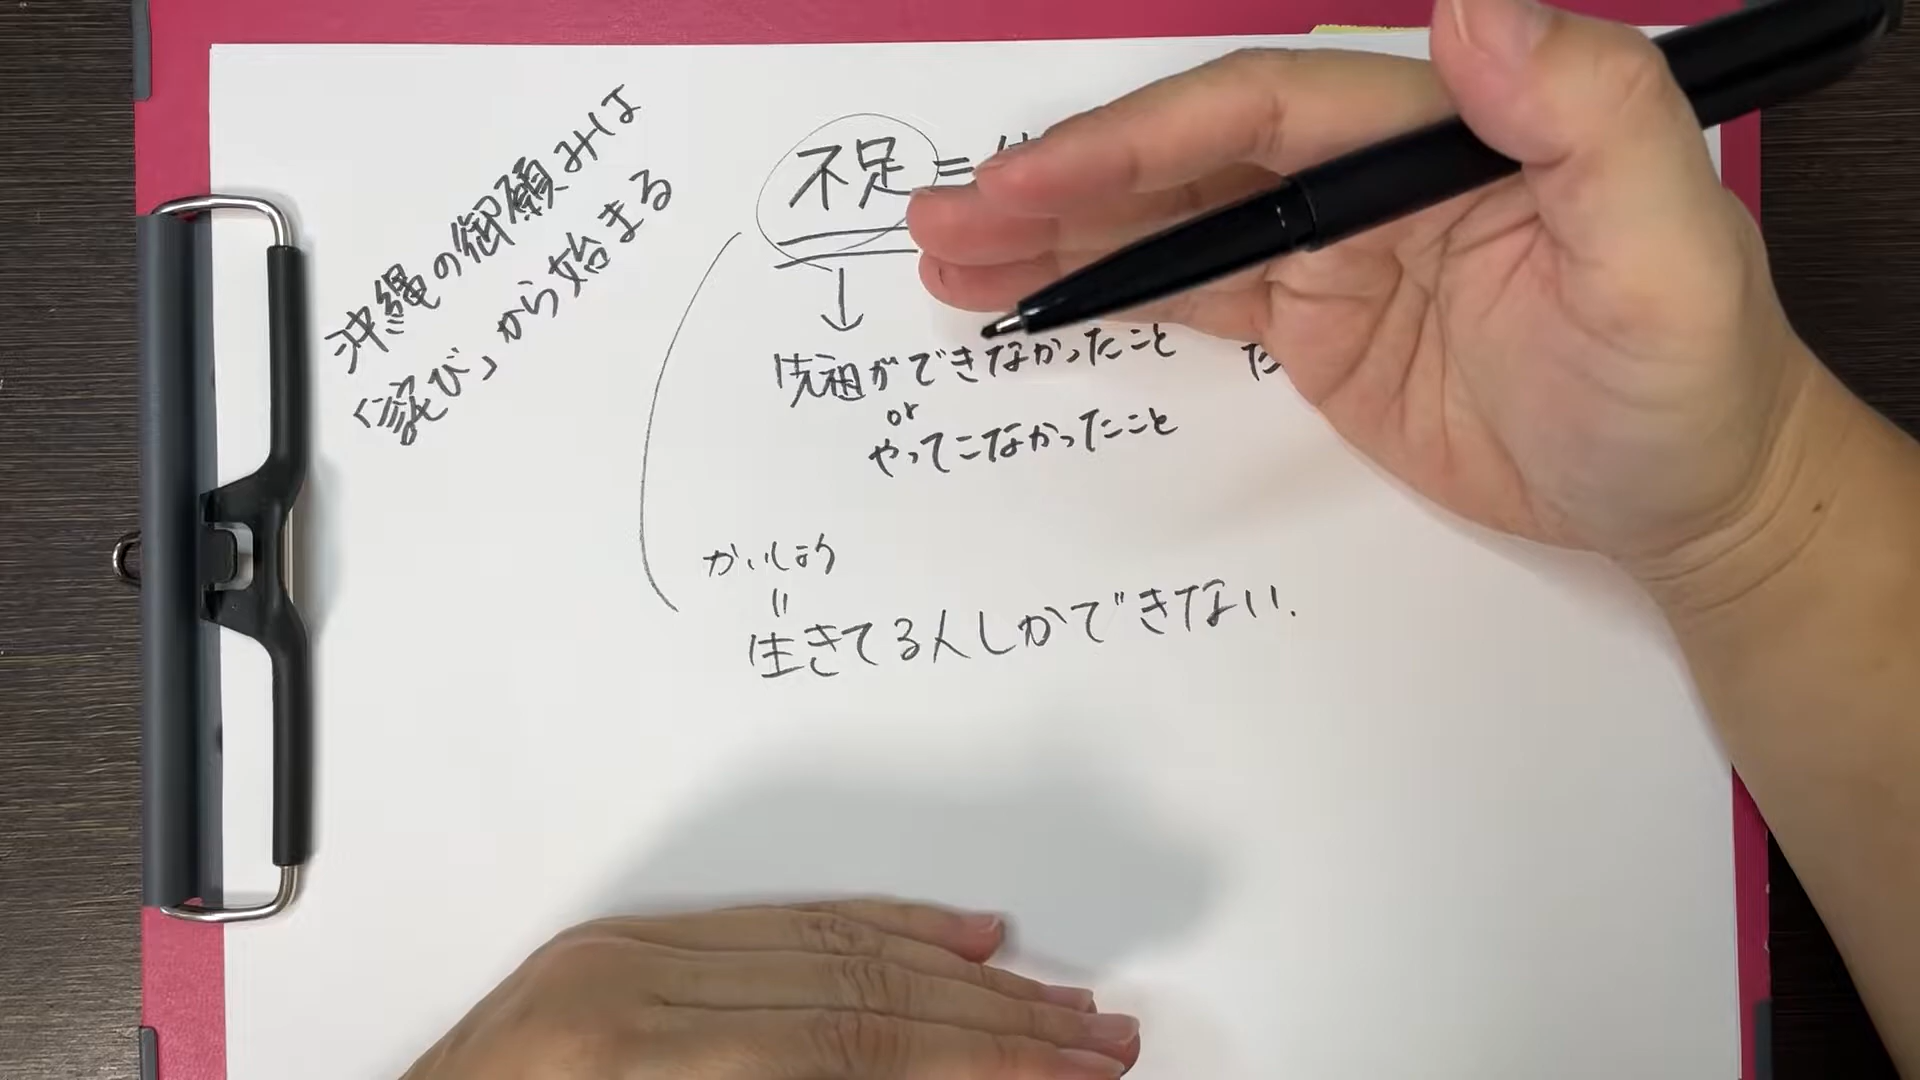 沖縄の御願みは
「詫び」から始まる
不足=
先祖ができなかったこと
or
やってこなかったこと
た
かいしょう
〃
生きてる人しかできない.